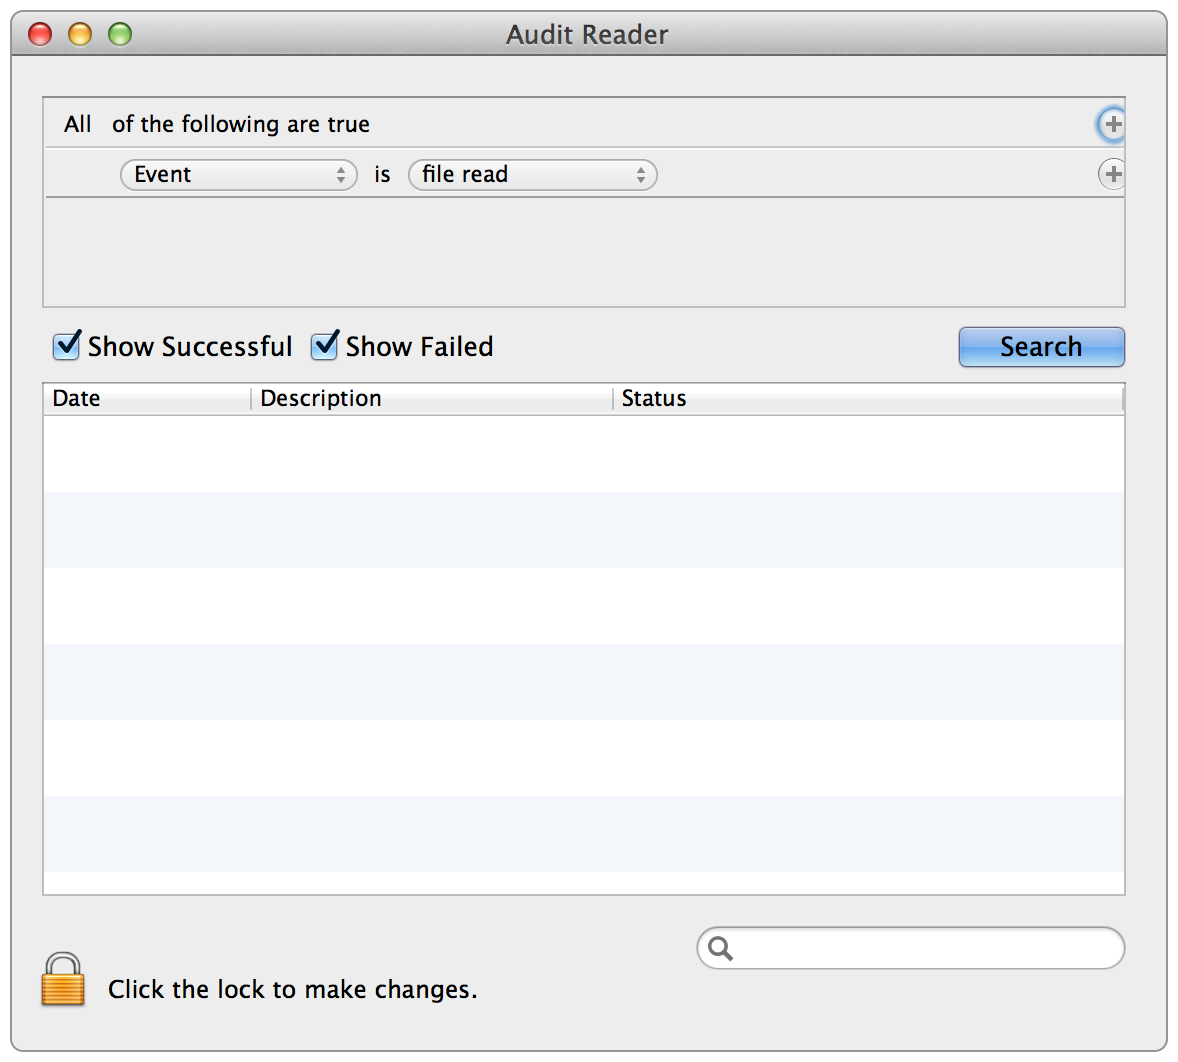 Audit Reader
All of the following are true
Event is file read
Show Successful Show Failed Search
Date Description Status
Click the lock to make changes.